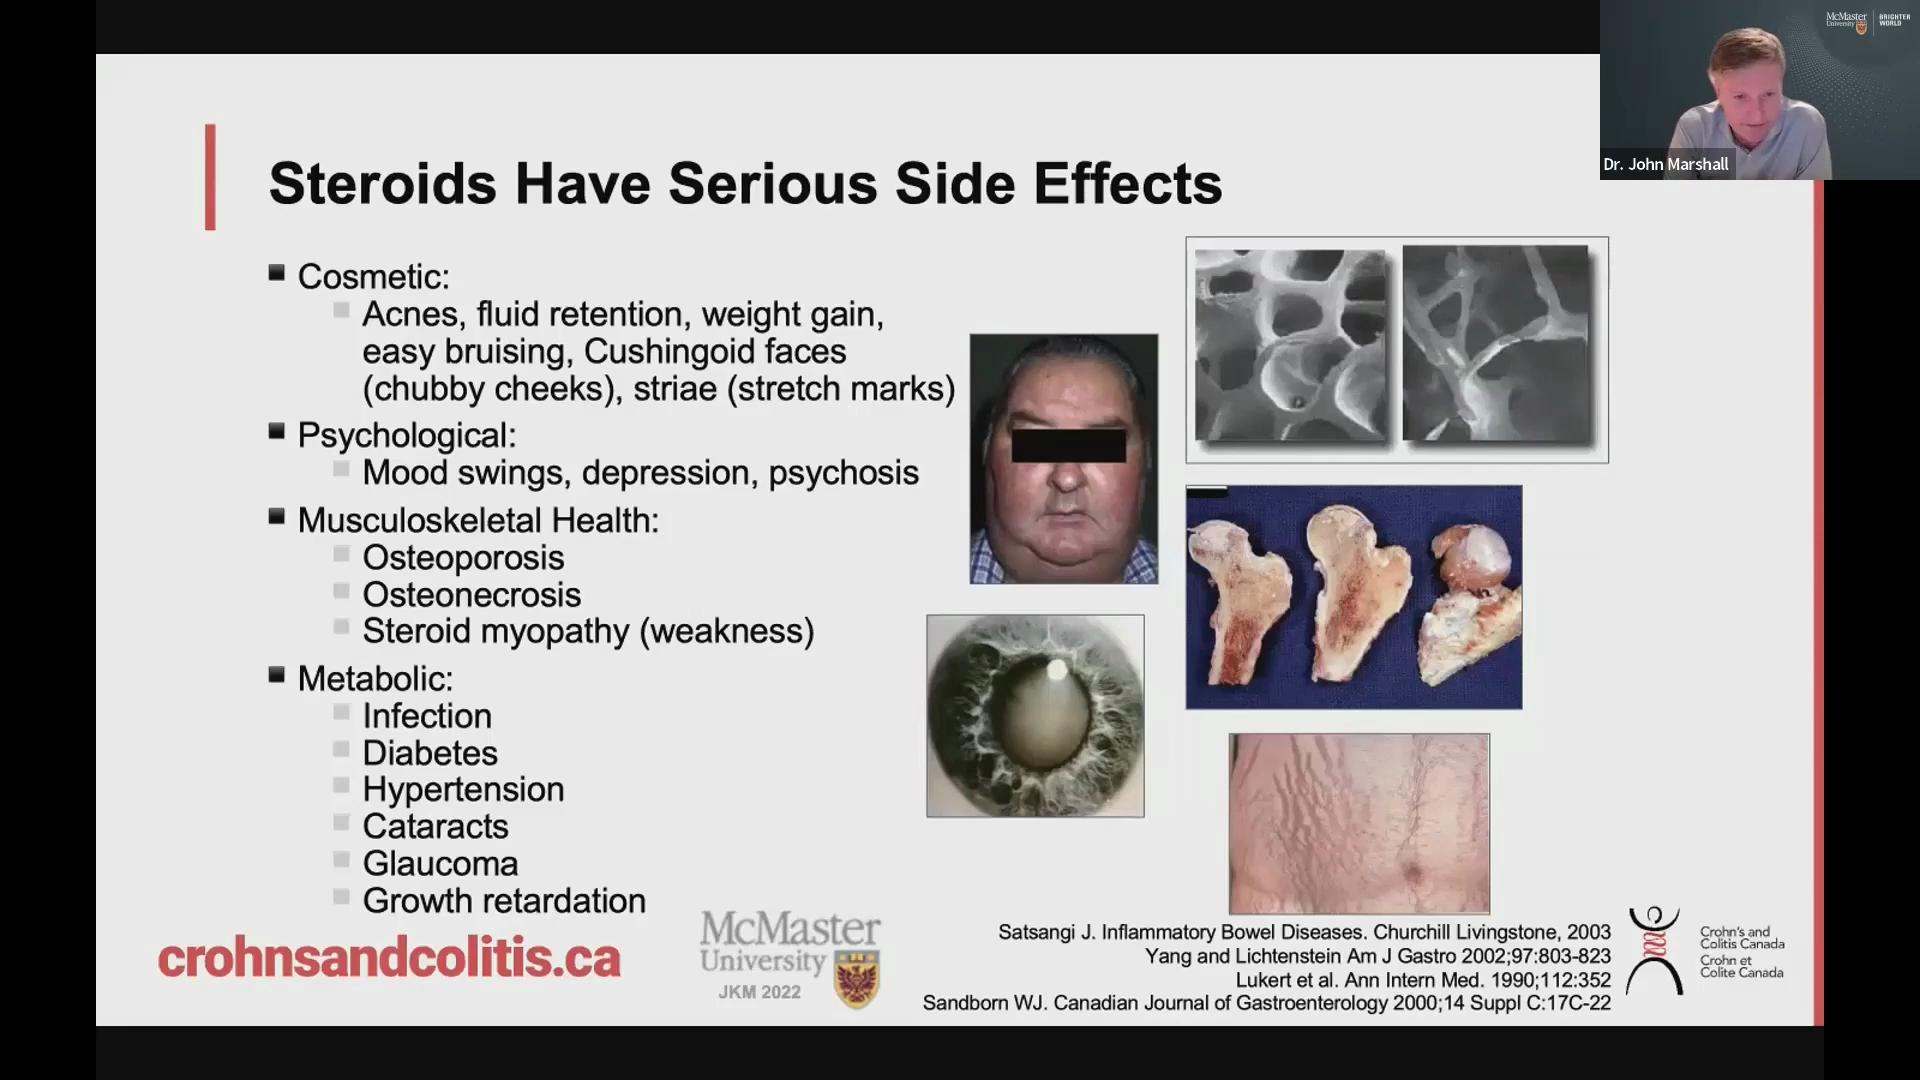 McMaster
University
BRIGHTER
WORLD
Dr. John Marshall
Steroids Have Serious Side Effects
Cosmetic:
Acnes, fluid retention, weight gain,
easy bruising, Cushingoid faces
(chubby cheeks), striae (stretch marks)
Psychological:
Mood swings, depression, psychosis
Musculoskeletal Health:
Osteoporosis
Osteonecrosis
Steroid myopathy (weakness)
Metabolic:
Infection
Diabetes
Hypertension
Cataracts
Glaucoma
Growth retardation
crohnsandcolitis.ca
McMaster
University
JKM 2022
Satsangi J. Inflammatory Bowel Diseases. Churchill Livingstone, 2003
Yang and Lichtenstein Am J Gastro 2002;97:803-823
Lukert et al. Ann Intern Med. 1990;112:352
Sandborn WJ. Canadian Journal of Gastroenterology 2000;14 Suppl C:17C-22
Crohn's and
Colitis Canada
Crohn et
Colite Canada